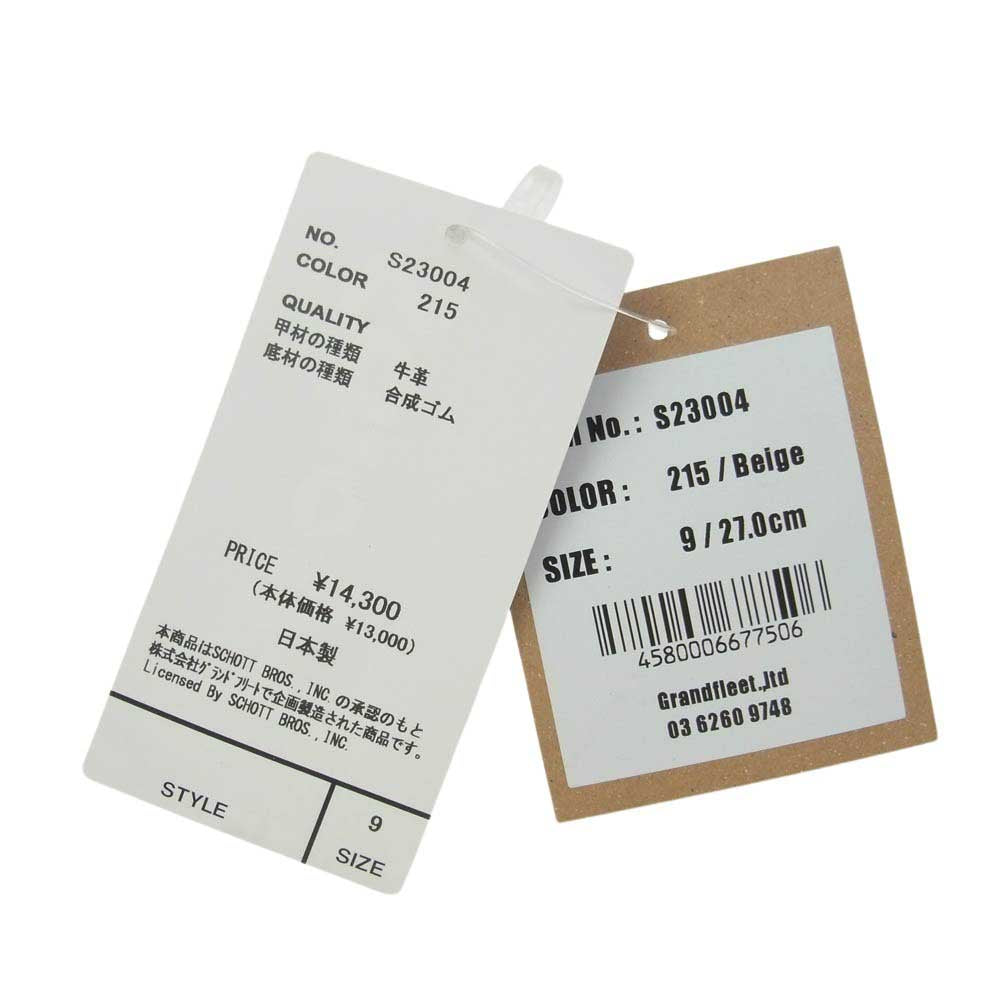 NO. S23004
COLOR 215
QUALITY
甲材の種類 牛革
底材の種類 合成ゴム
PRICE ¥14,300
(本体価格 ¥13,000)
日本製
本商品はSCHOTT BROS., INC. の承認のもと
株式会社グランドフリートで企画製造された商品です。
Licensed By SCHOTT BROS., INC.
STYLE
9
SIZE
No.: S23004
COLOR: 215 / Beige
SIZE: 9 / 27.0cm
4580006677506
Grandfleet.,ltd
03 6260 9748